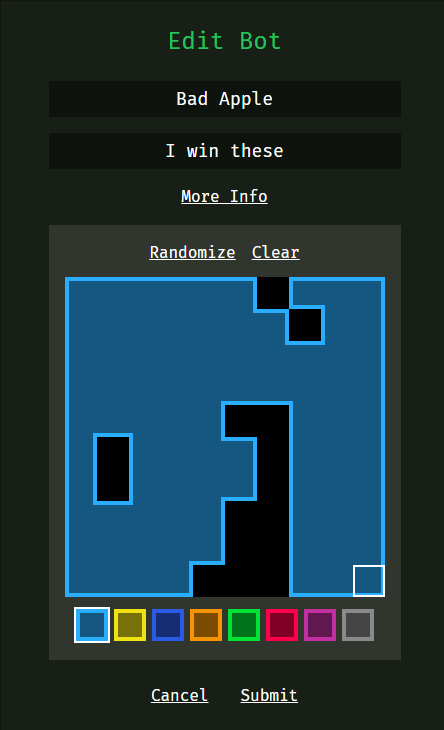 Edit Bot
Bad Apple
I win these
More Info
Randomize Clear
Cancel Submit